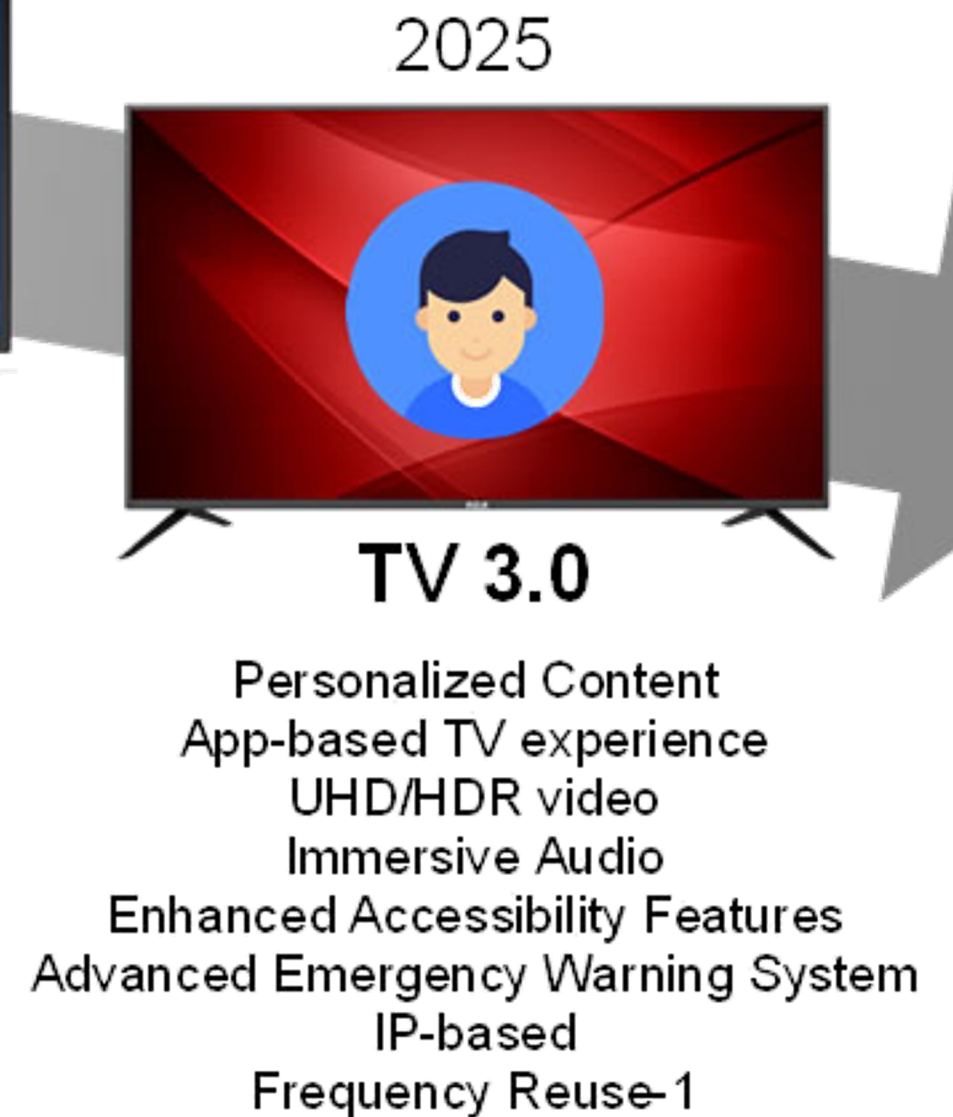 2025
TV 3.0
Personalized Content
App-based TV experience
UHD/HDR video
Immersive Audio
Enhanced Accessibility Features
Advanced Emergency Warning System
IP-based
Frequency Reuse-1